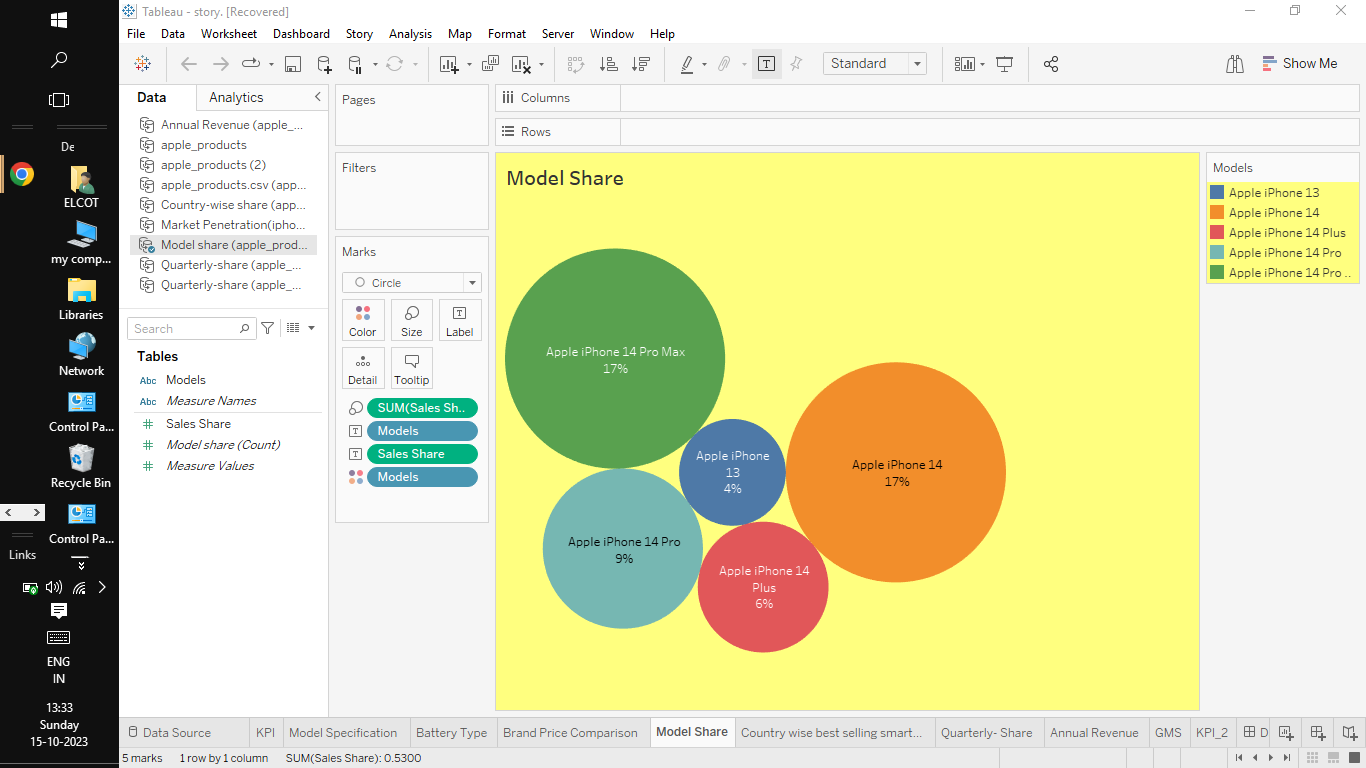 Tableau - story. [Recovered]
File Data Worksheet Dashboard Story Analysis Map Format Server Window Help
Standard
Show Me
De
ELCOT
my comp...
Libraries
Network
Control Pa...
Recycle Bin
Control Pa...
Links
ENG
IN
13:33
Sunday
15-10-2023
Data
Analytics
Annual Revenue (apple_...
apple_products
apple_products (2)
apple_products.csv (app...
Country-wise share (app...
Market Penetration(ipho...
Model share (apple_prod...
Quarterly-share (apple_...
Quarterly-share (apple_...
Search
Tables
Abc Models
Abc Measure Names
# Sales Share
# Model share (Count)
# Measure Values
Pages
Filters
Marks
Circle
Color
Size
T
Label
Detail
Tooltip
SUM(Sales Sh..
T Models
T Sales Share
Models
Columns
Rows
Model Share
Apple iPhone 14 Pro Max
17%
Apple iPhone
13
4%
Apple iPhone 14
17%
Apple iPhone 14 Pro
9%
Apple iPhone 14
Plus
6%
Models
Apple iPhone 13
Apple iPhone 14
Apple iPhone 14 Plus
Apple iPhone 14 Pro
Apple iPhone 14 Pro ..
Data Source KPI Model Specification Battery Type Brand Price Comparison Model Share Country wise best selling smart... Quarterly- Share Annual Revenue GMS KPI_2 D
5 marks 1 row by 1 column SUM(Sales Share): 0.5300